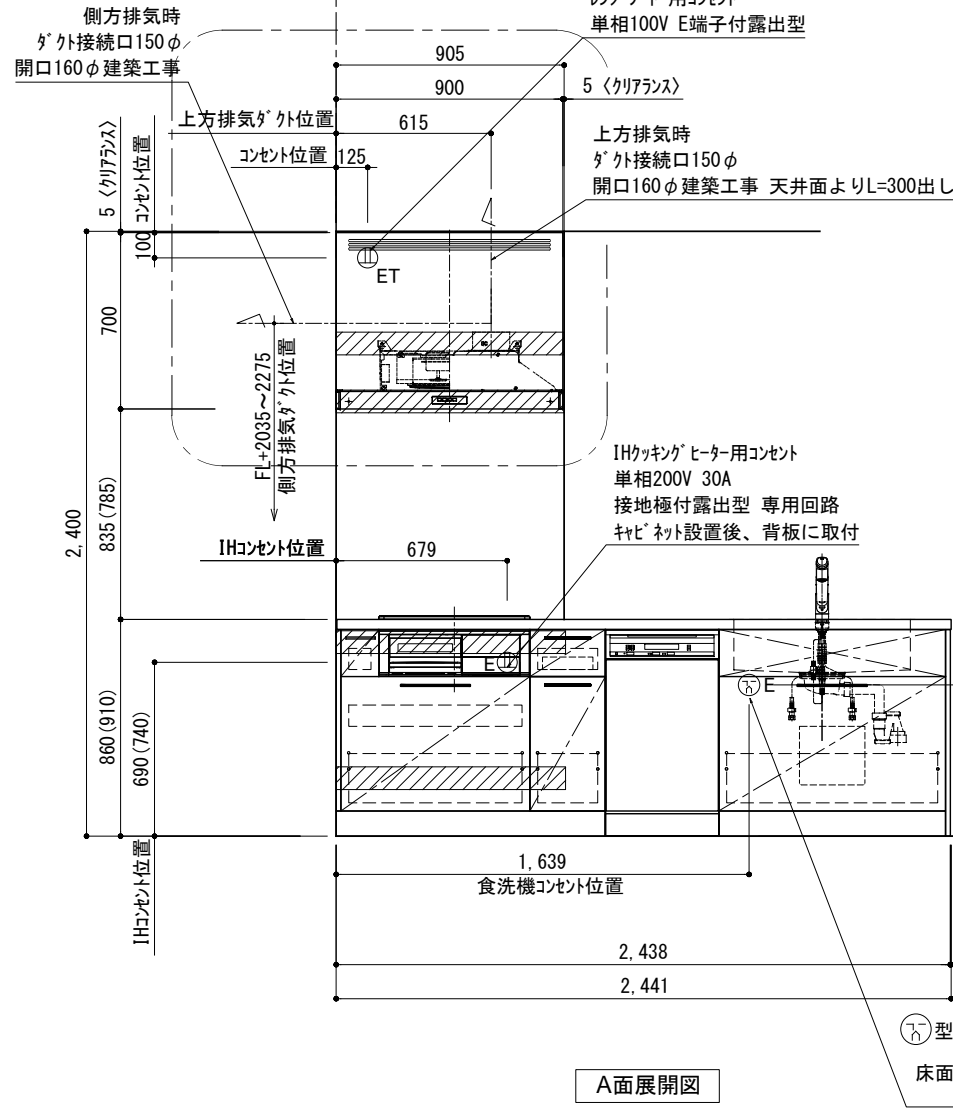 側方排気時
ダクト接続口150φ
開口160φ建築工事
単相100V E端子付露出型
905
900
5 〈クリアランス〉
上方排気ダクト位置
615
コンセント位置
125
上方排気時
ダクト接続口150φ
開口160φ建築工事 天井面よりL=300出し
5 〈クリアランス〉
コンセント位置
100
ET
700
FL+2035～2275
側方排気ダクト位置
IHクッキングヒーター用コンセント
単相200V 30A
接地極付露出型 専用回路
キャビネット設置後、背板に取付
2,400
835(785)
IHコンセント位置
679
E
E
860(910)
690(740)
IHコンセント位置
1,639
食洗機コンセント位置
2,438
2,441
型
床面
A面展開図